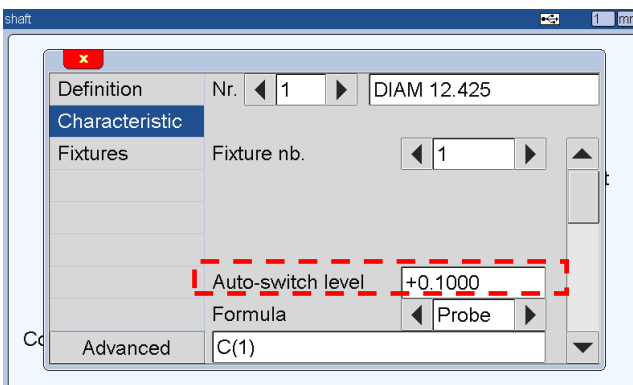 shaft 1 mm
x
Definition Nr. 1 DIAM 12.425
Characteristic
Fixtures Fixture nb. 1
Auto-switch level +0.1000
Formula Probe
Advanced C(1)